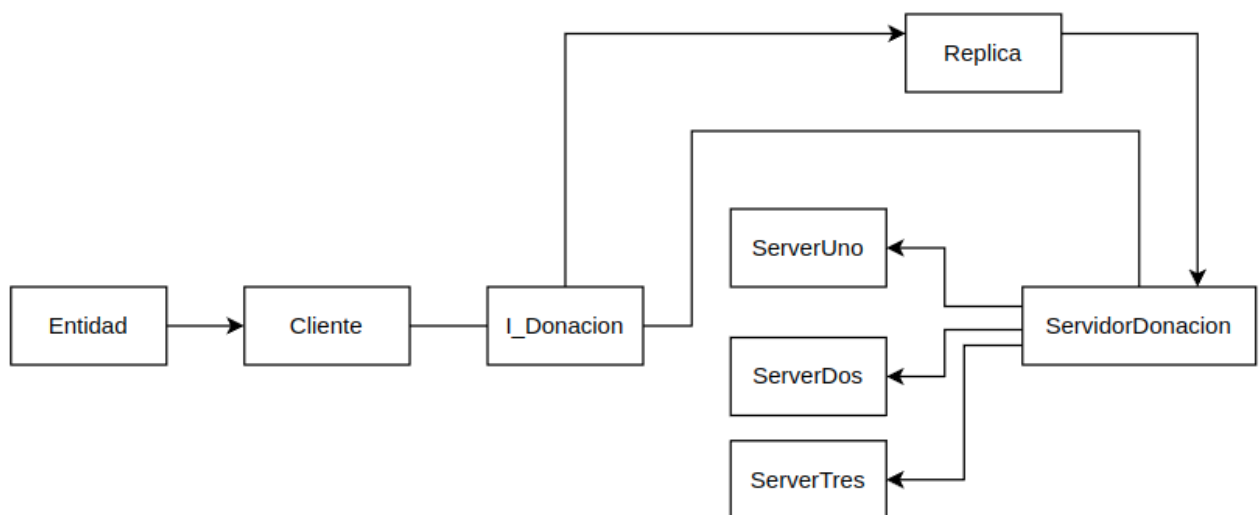 Replica
ServerUno
Entidad
Cliente
I_Donacion
ServidorDonacion
ServerDos
ServerTres